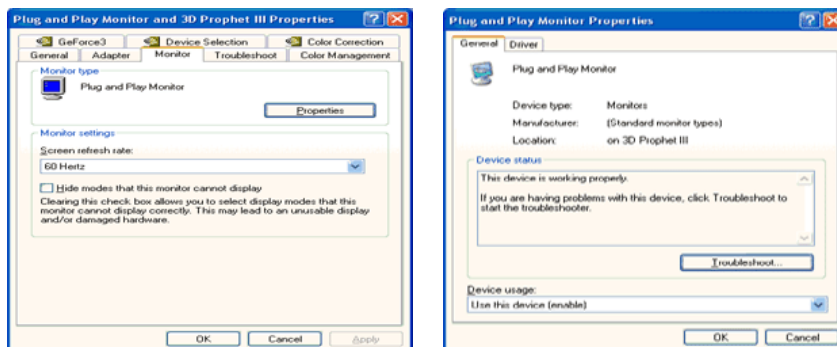 Plug and Play Monitor and 3D Prophet III Properties
GeForce3
Device Selection
Color Correction
General
Adapter
Monitor
Troubleshoot
Color Management
Monitor type
Plug and Play Monitor
Properties
Monitor settings
Screen refresh rate:
60 Hertz
Hide modes that this monitor cannot display
Clearing this check box allows you to select display modes that this
monitor cannot display correctly. This may lead to an unusable display
and/or damaged hardware.
OK
Cancel
Apply
Plug and Play Monitor Properties
General
Driver
Plug and Play Monitor
Device type: Monitors
Manufacturer: (Standard monitor types)
Location: on 3D Prophet III
Device status
This device is working properly.
If you are having problems with this device, click Troubleshoot to
start the troubleshooter.
Troubleshoot...
Device usage:
Use this device (enable)
OK
Cancel